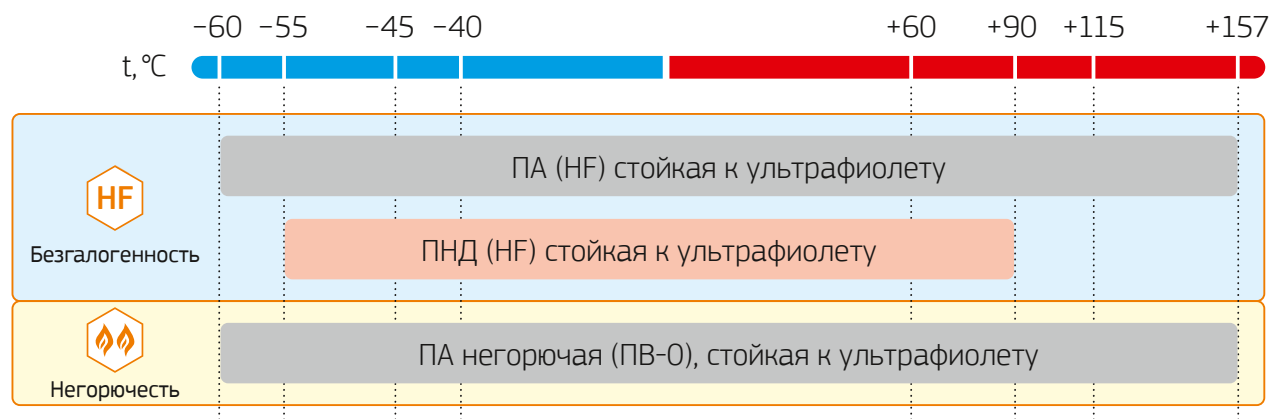 −60 −55 −45 −40 +60 +90 +115 +157
t, °C
ПА (HF) стойкая к ультрафиолету
HF
ПНД (HF) стойкая к ультрафиолету
Безгалогенность
ПА негорючая (ПВ-0), стойкая к ультрафиолету
Негорючесть